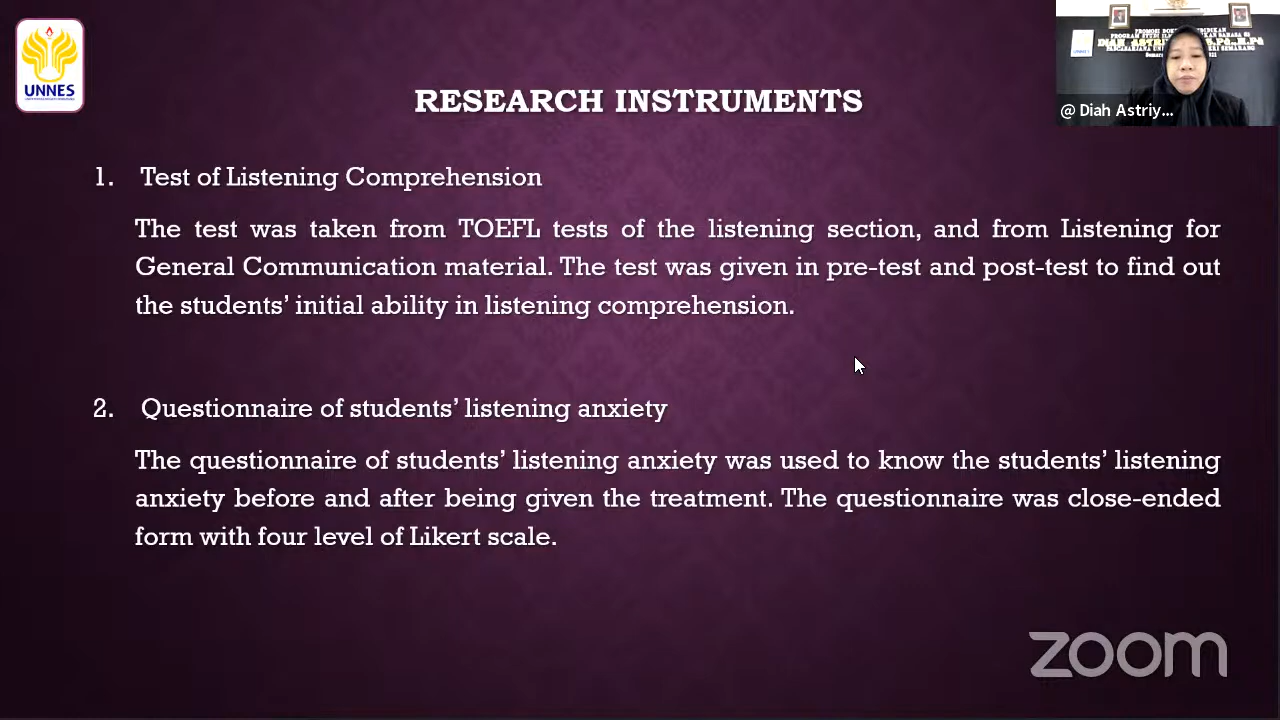 UNNES
RESEARCH INSTRUMENTS
@ Diah Astriy...
1. Test of Listening Comprehension
The test was taken from TOEFL tests of the listening section, and from Listening for
General Communication material. The test was given in pre-test and post-test to find out
the students’ initial ability in listening comprehension.
2. Questionnaire of students’ listening anxiety
The questionnaire of students’ listening anxiety was used to know the students’ listening
anxiety before and after being given the treatment. The questionnaire was close-ended
form with four level of Likert scale.
zoom